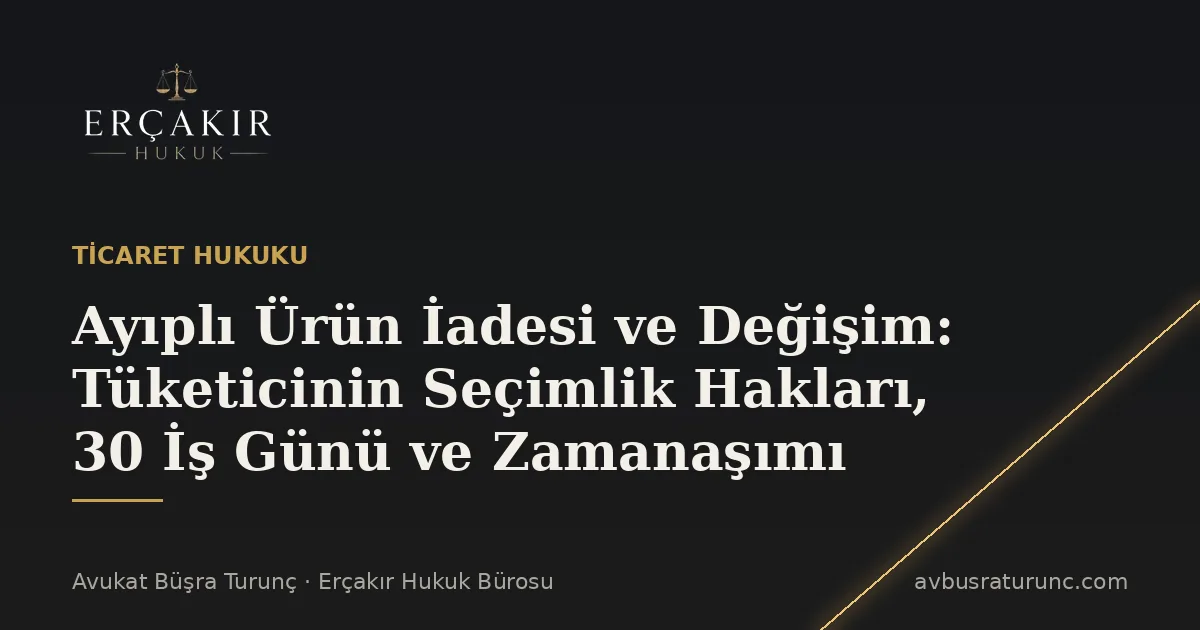 ERÇAKIR
HUKUK
TİCARET HUKUKU
Ayıplı Ürün İadesi ve Değişim:
Tüketicinin Seçimlik Hakları,
30 İş Günü ve Zamanaşımı
Avukat Büşra Turunç · Erçakır Hukuk Bürosu
avbusraturunc.com